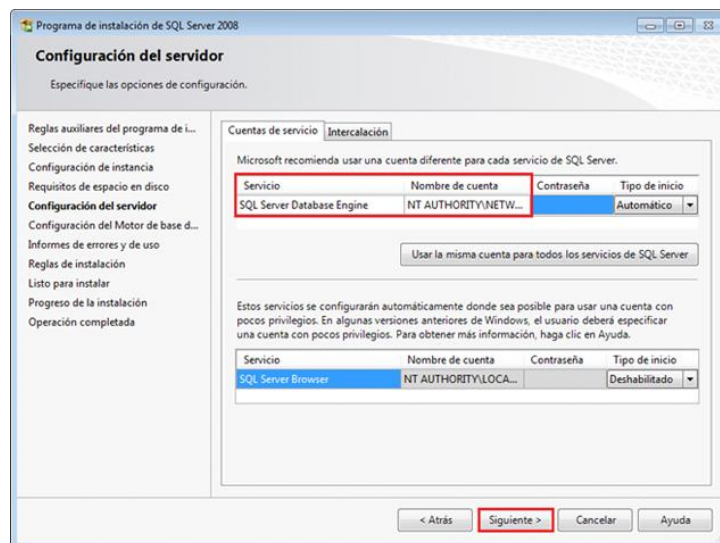 Programa de instalación de SQL Server 2008
Configuración del servidor
Especifique las opciones de configuración.
Reglas auxiliares del programa de i...
Selección de características
Configuración de instancia
Requisitos de espacio en disco
Configuración del servidor
Configuración del Motor de base d...
Informes de errores y de uso
Reglas de instalación
Listo para instalar
Progreso de la instalación
Operación completada
Cuentas de servicio Intercalación
Microsoft recomienda usar una cuenta diferente para cada servicio de SQL Server.
Servicio Nombre de cuenta Contraseña Tipo de inicio
SQL Server Database Engine NT AUTHORITY\NETW... Automático
Usar la misma cuenta para todos los servicios de SQL Server
Estos servicios se configurarán automáticamente donde sea posible para usar una cuenta con
pocos privilegios. En algunas versiones anteriores de Windows, el usuario deberá especificar
una cuenta con pocos privilegios. Para obtener más información, haga clic en Ayuda.
Servicio Nombre de cuenta Contraseña Tipo de inicio
SQL Server Browser NT AUTHORITY\LOCA... Deshabilitado
< Atrás Siguiente > Cancelar Ayuda